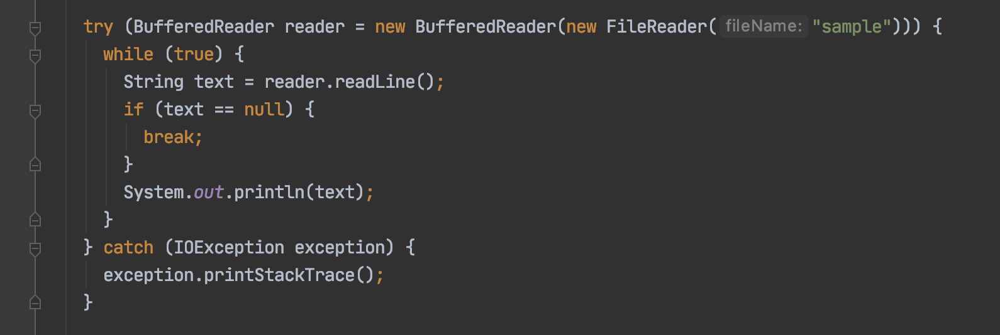 try (BufferedReader reader = new BufferedReader(new FileReader( fileName: "sample"))) {
while (true) {
String text = reader.readLine();
if (text == null) {
break;
}
System.out.println(text);
}
} catch (IOException exception) {
exception.printStackTrace();
}